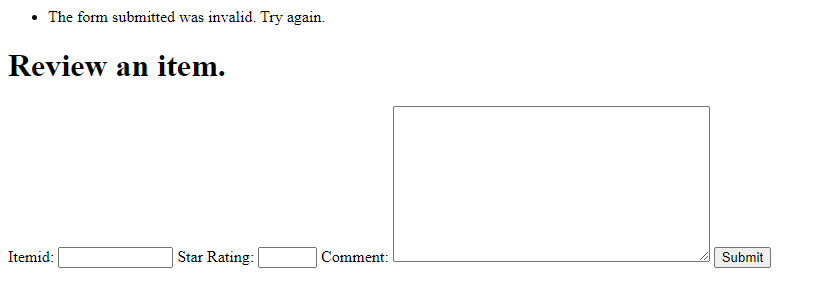 The form submitted was invalid. Try again.
Review an item.
Itemid: Star Rating: Comment: Submit